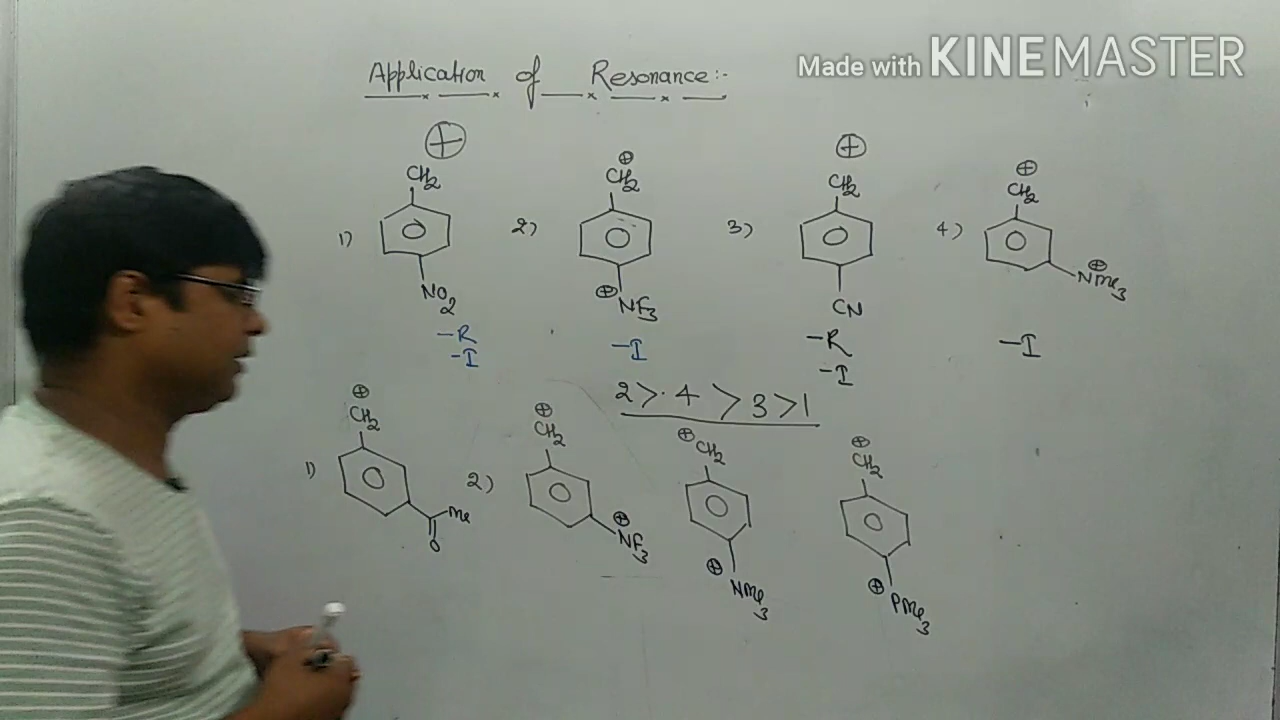 Made with KINEMASTER
Application of Resonance:-
⊕ ⊕ ⊕ ⊕
CH2 CH2 CH2 CH2
1) 2) 3) 4)
NO2 ⊕NF3 CN ⊕NMe3
-R -I -R -I
-I -I
2 > 4 > 3 > 1
⊕ ⊕ ⊕ ⊕
CH2 CH2 CH2 CH2
1) 2)
Me
O
⊕NF3 ⊕NMe3 ⊕PMe3